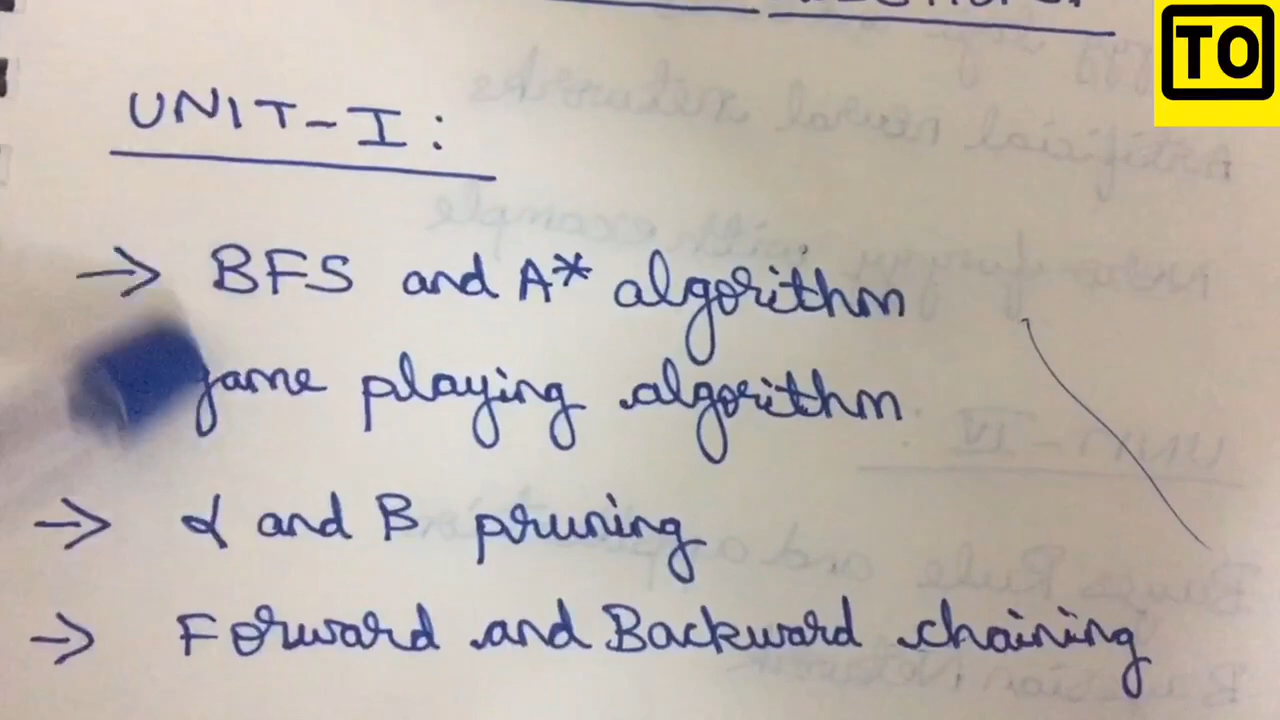 TO
UNIT-I:
→ BFS and A* algorithm
game playing algorithm
→ α and B pruning
→ Forward and Backward chaining